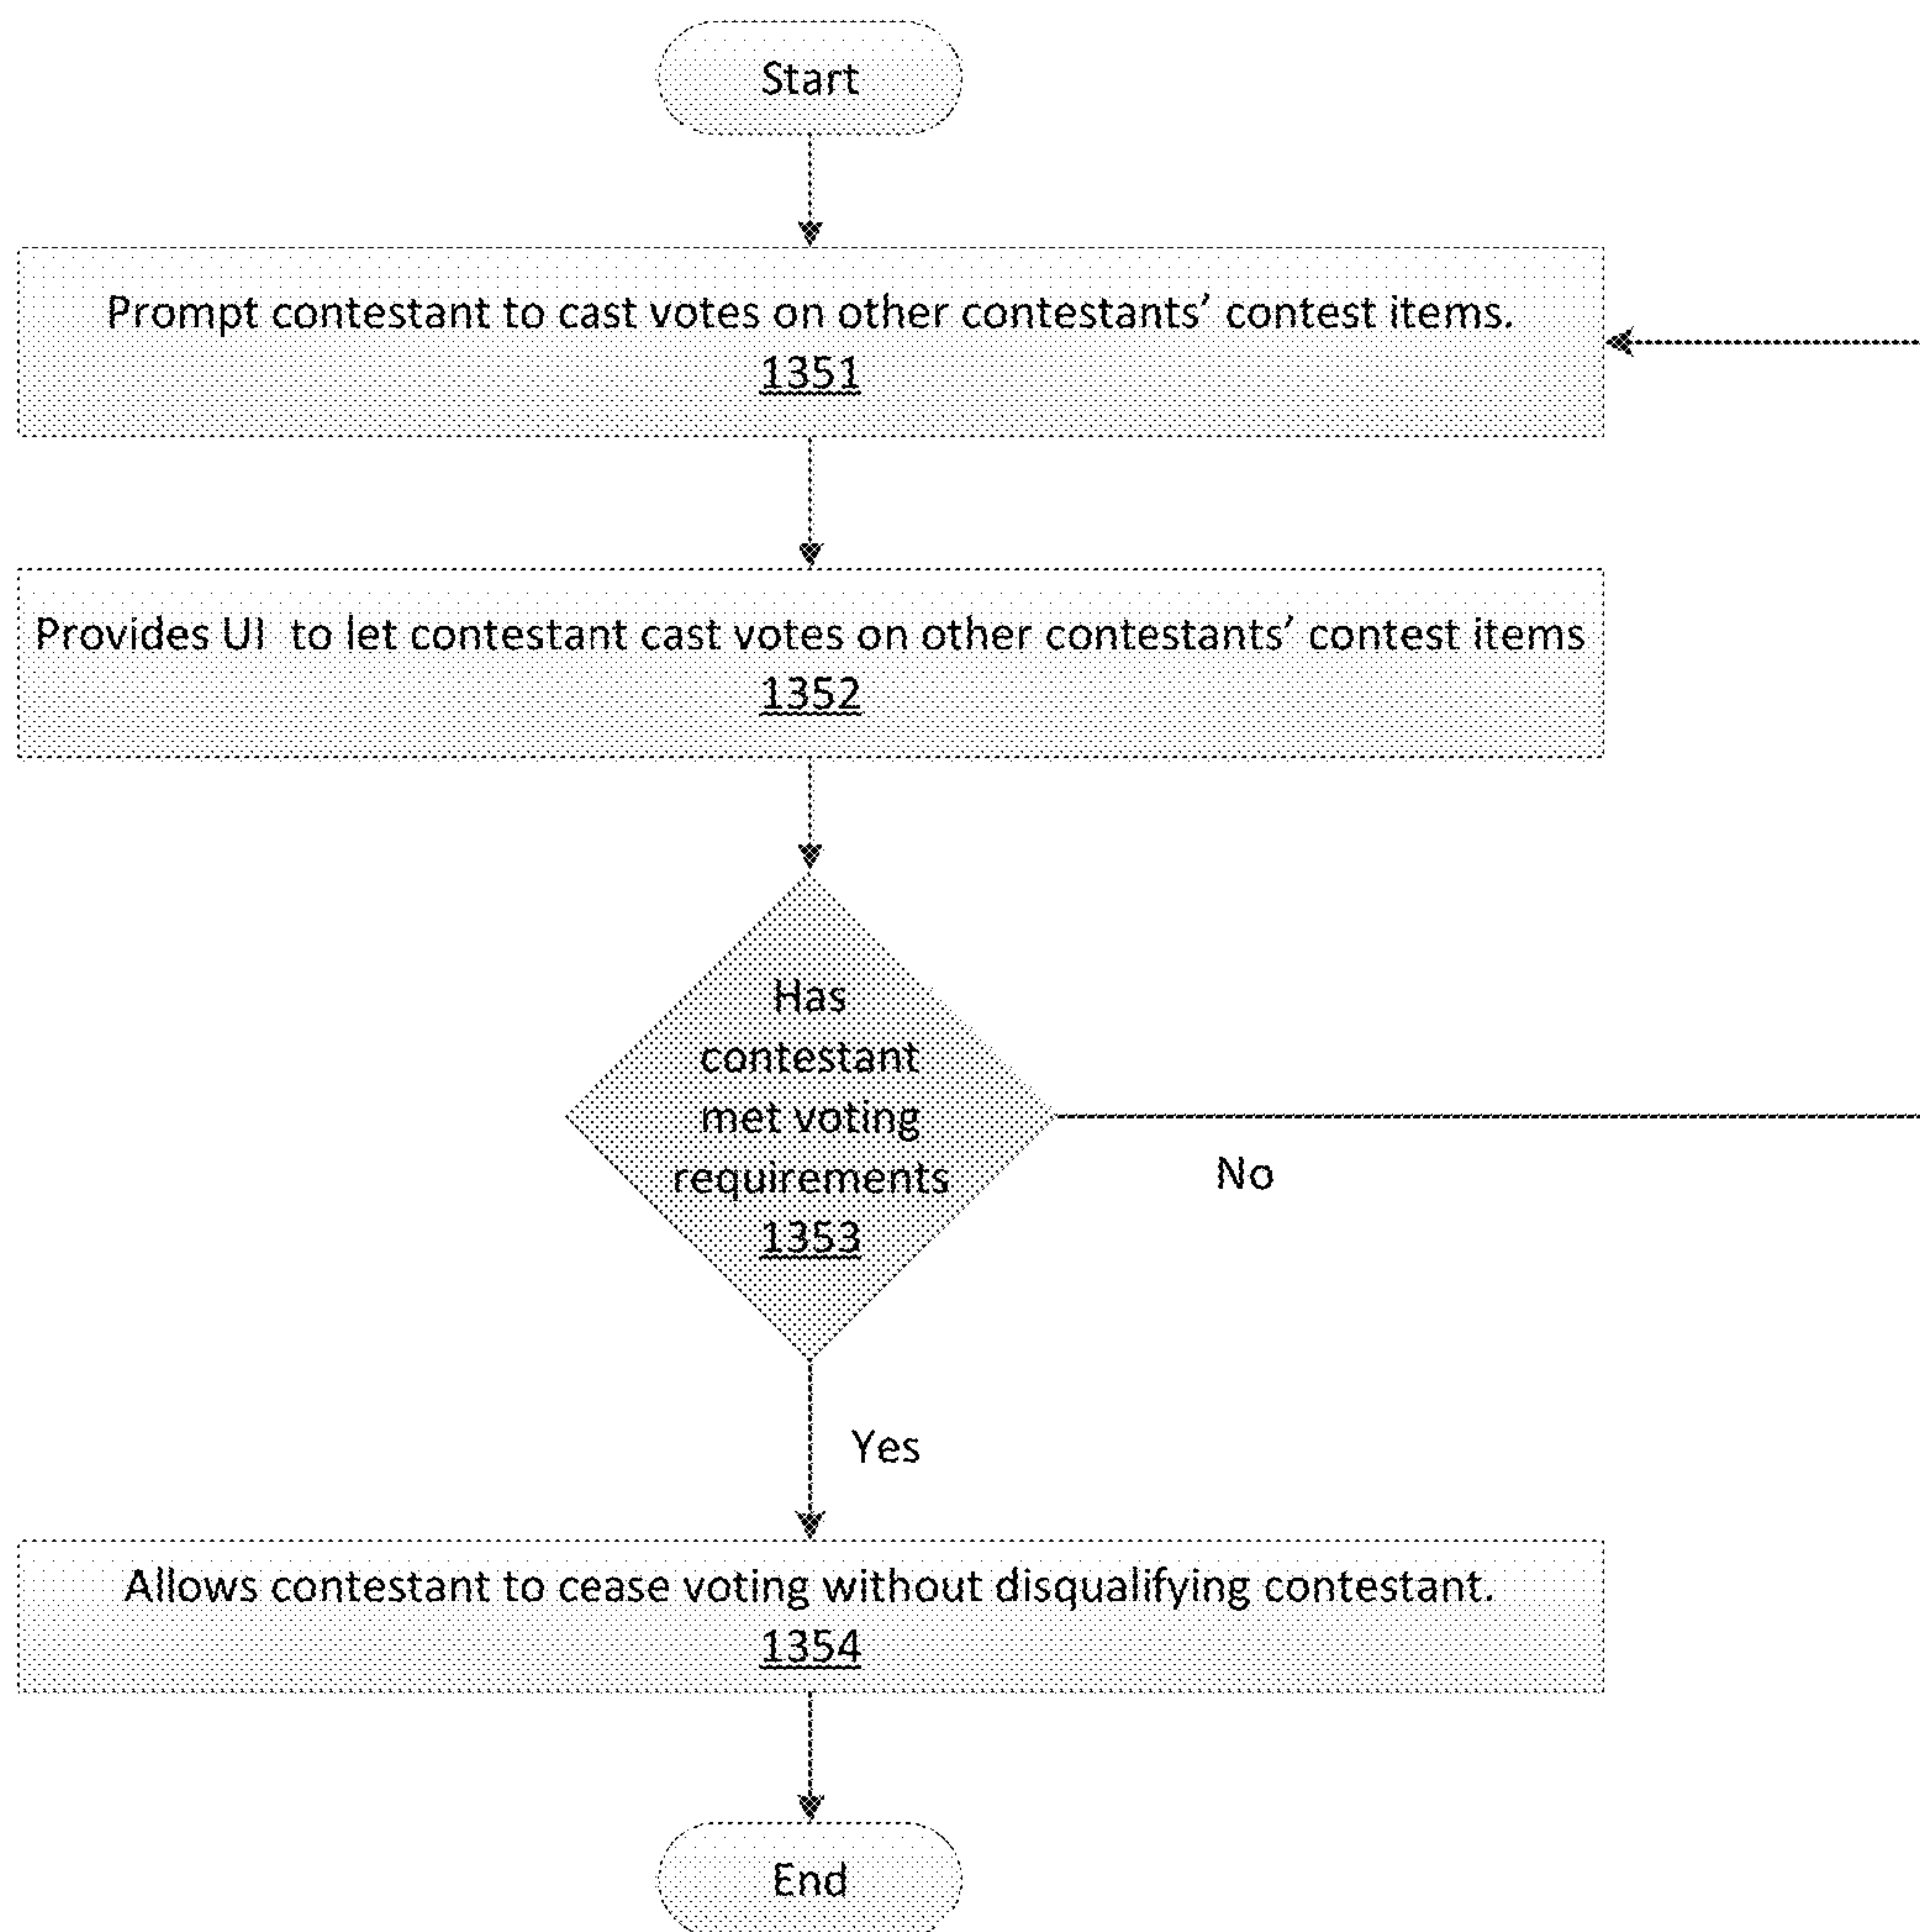 Start
Prompt contestant to cast votes on other contestants' contest items.
1351
Provides UI to let contestant cast votes on other contestants' contest items
1352
Has
contestant
met voting
requirements
1353
No
Yes
Allows contestant to cease voting without disqualifying contestant.
1354
End